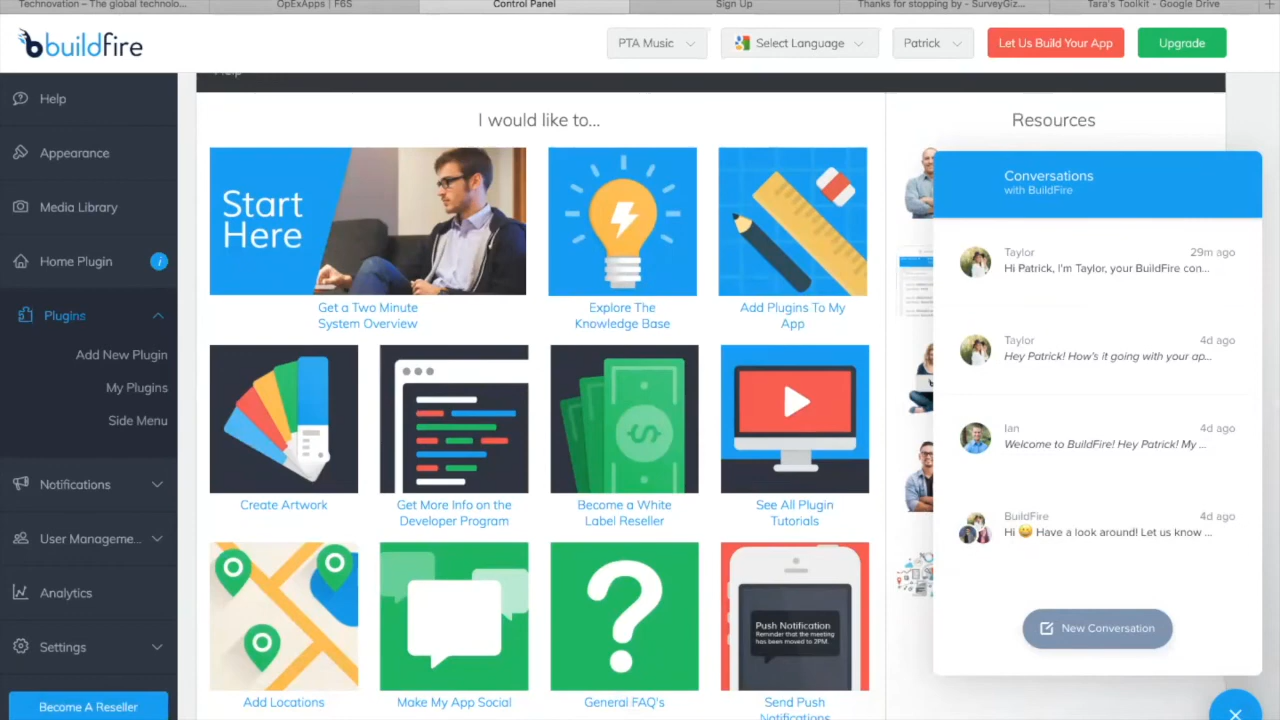 Technovation – The global technolo...
OpExApps | F6S
Control Panel
Sign Up
Thanks for stopping by - SurveyGiz...
Tara's Toolkit - Google Drive
buildfire
PTA Music
Select Language
Patrick
Let Us Build Your App
Upgrade
Help
Appearance
Media Library
Home Plugin
i
Plugins
Add New Plugin
My Plugins
Side Menu
Notifications
User Manageme...
Analytics
Settings
Become A Reseller
Help
I would like to...
Start
Here
Get a Two Minute
System Overview
Explore The
Knowledge Base
Add Plugins To My
App
Create Artwork
Get More Info on the
Developer Program
Become a White
Label Reseller
See All Plugin
Tutorials
Push Notification
Reminder that the meeting
has been moved to 2PM.
Add Locations
Make My App Social
General FAQ's
Send Push
Notifications
Resources
Conversations
with BuildFire
Taylor
29m ago
Hi Patrick, I'm Taylor, your BuildFire con...
Taylor
4d ago
Hey Patrick! How's it going with your ap...
Ian
4d ago
Welcome to BuildFire! Hey Patrick! My ...
BuildFire
4d ago
Hi 😄 Have a look around! Let us know ...
New Conversation